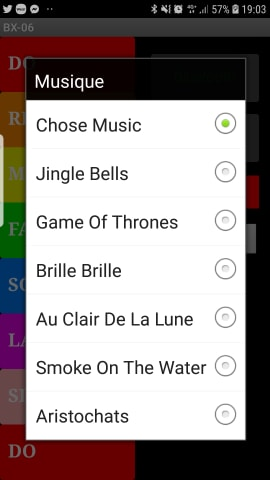 57% 19:03
BX-06
DO
Musique
Chose Music
Jingle Bells
Game Of Thrones
Brille Brille
Au Clair De La Lune
Smoke On The Water
Aristochats
DO